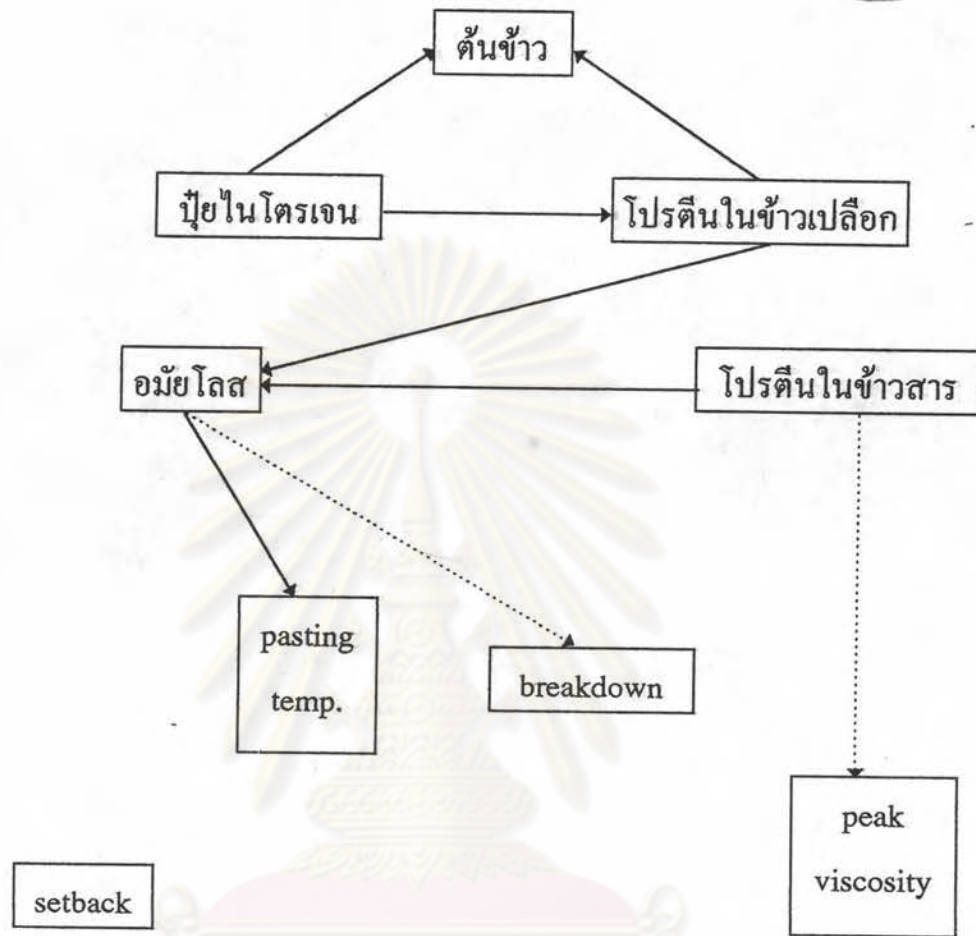 ต้นข้าว
ปุ๋ยไนโตรเจน
โปรตีนในข้าวเปลือก
อมัยโลส
โปรตีนในข้าวสาร
pasting
temp.
breakdown
peak
viscosity
setback